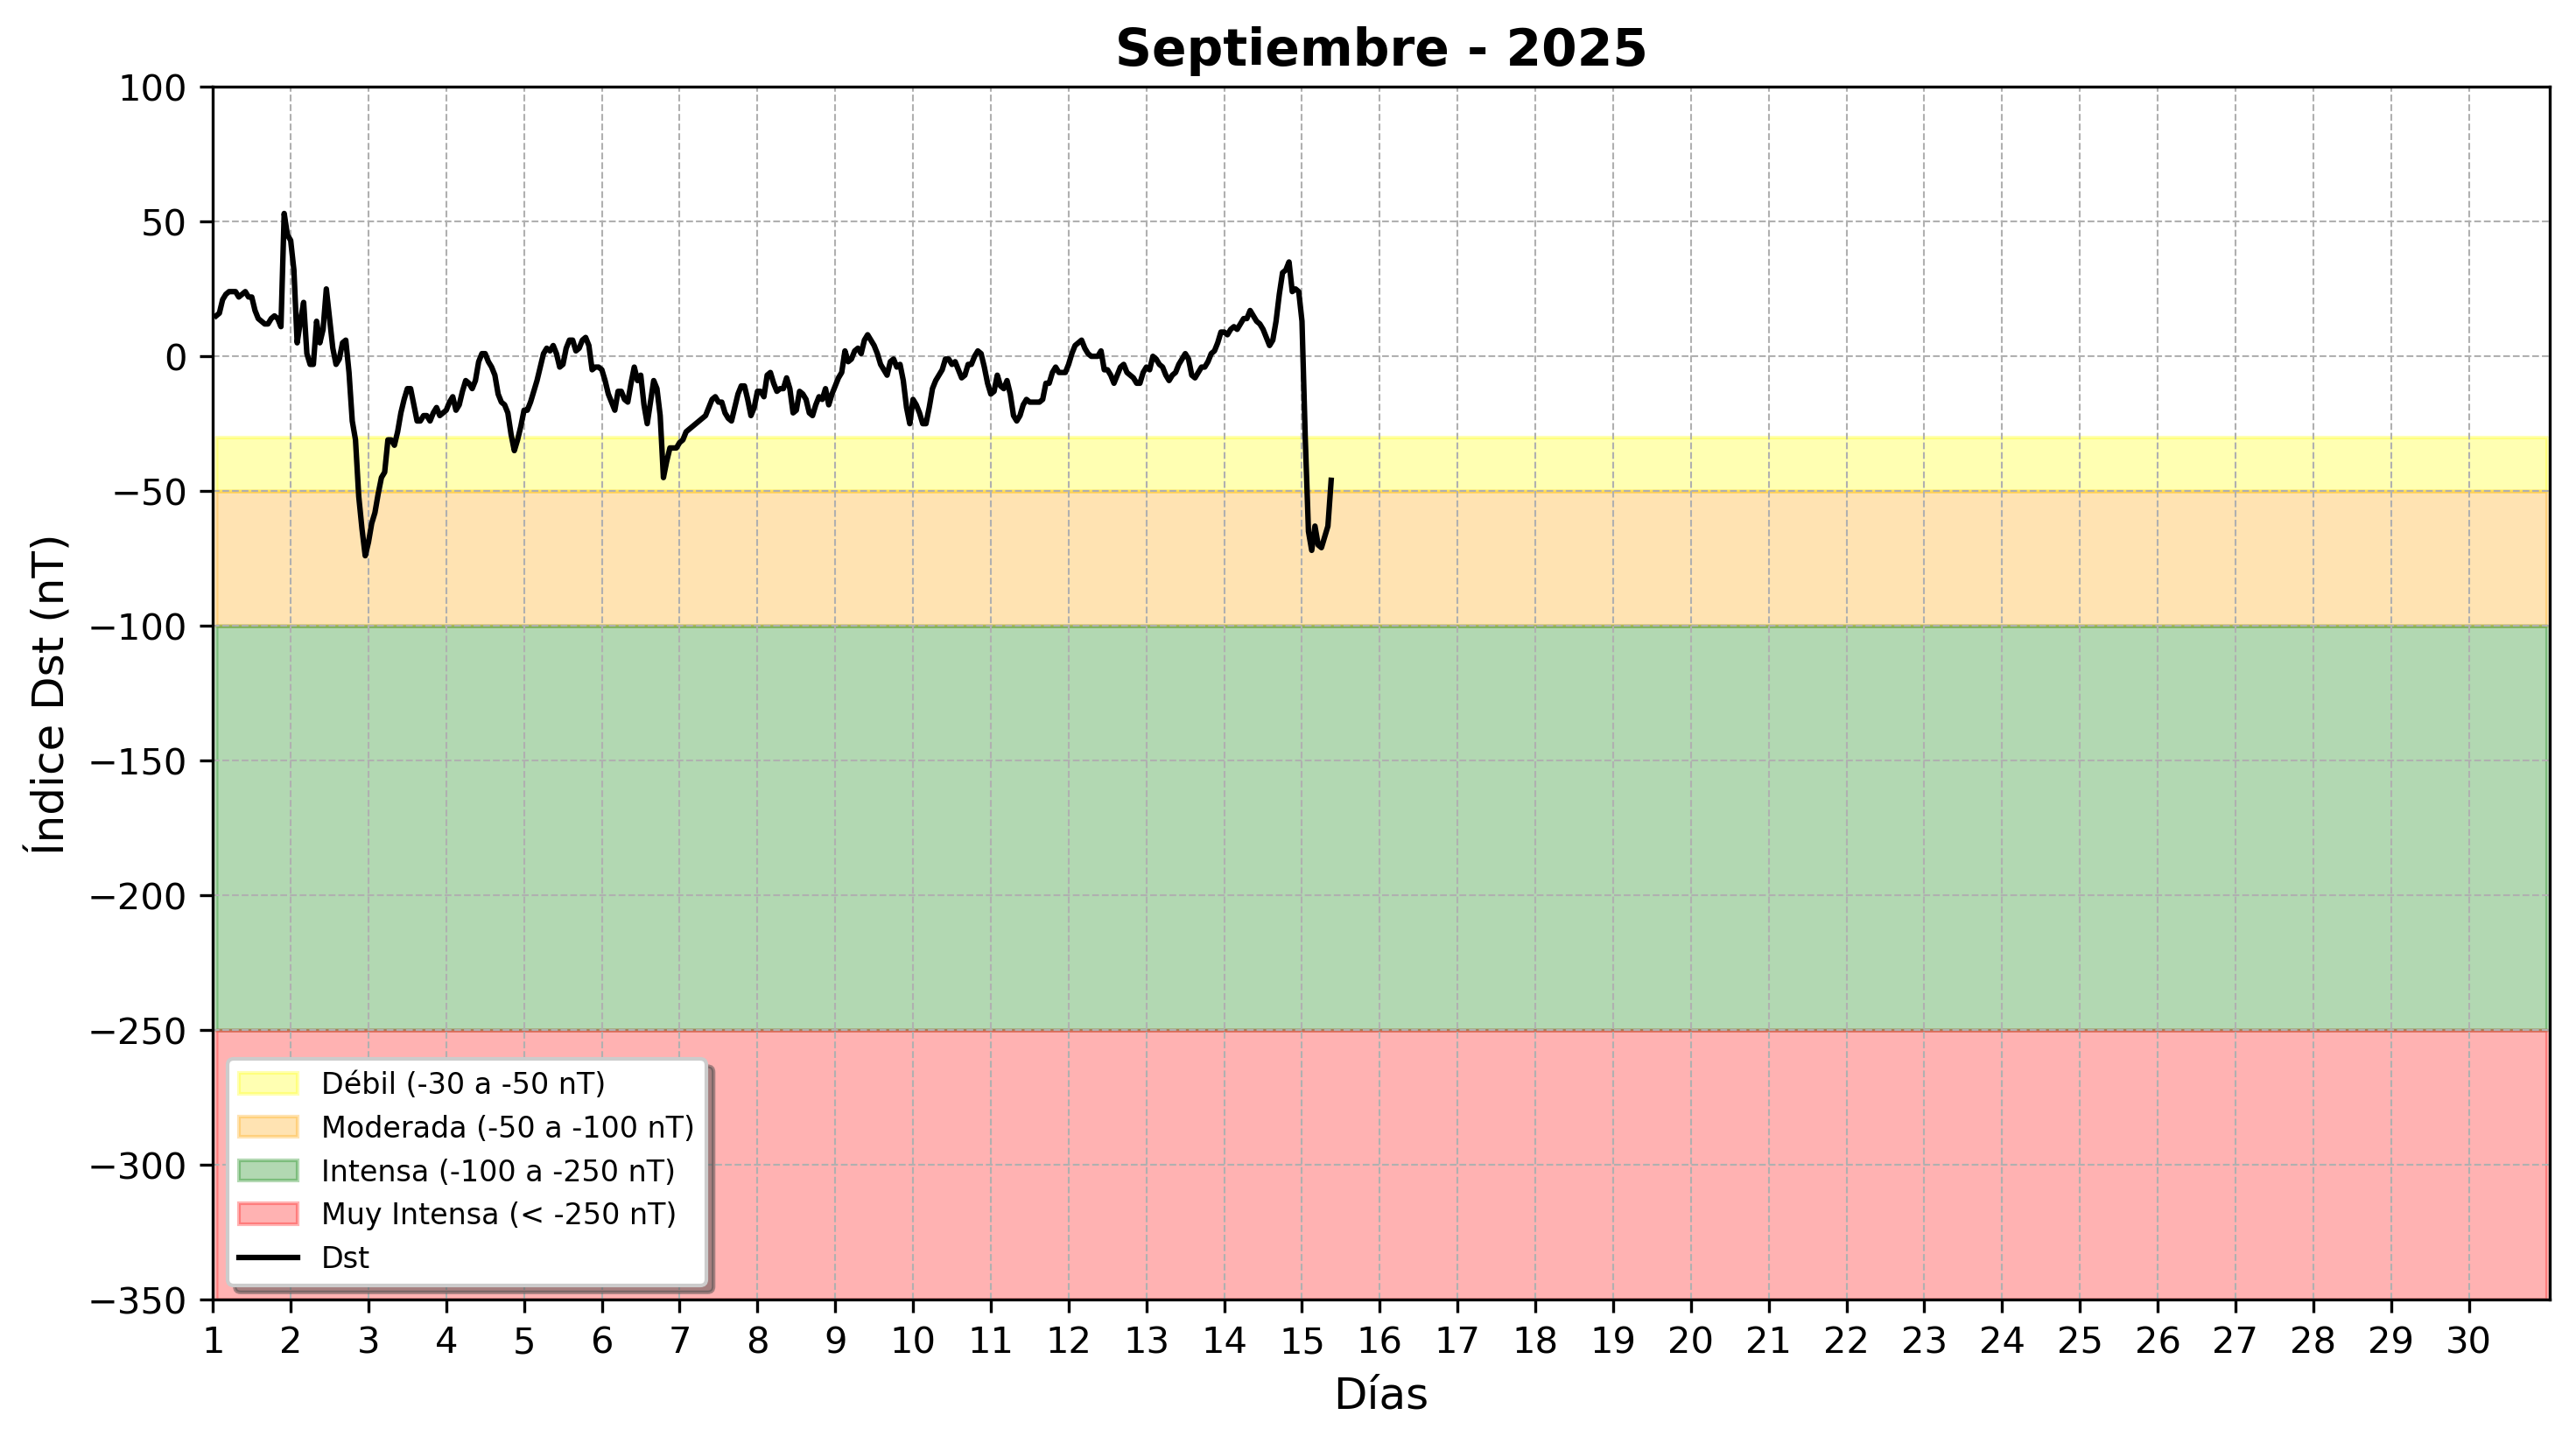 Septiembre - 2025
100
50
0
−50
−100
−150
−200
−250
−300
−350
Índice Dst (nT)
Débil (-30 a -50 nT)
Moderada (-50 a -100 nT)
Intensa (-100 a -250 nT)
Muy Intensa (< -250 nT)
Dst
1 2 3 4 5 6 7 8 9 10 11 12 13 14 15 16 17 18 19 20 21 22 23 24 25 26 27 28 29 30
Días